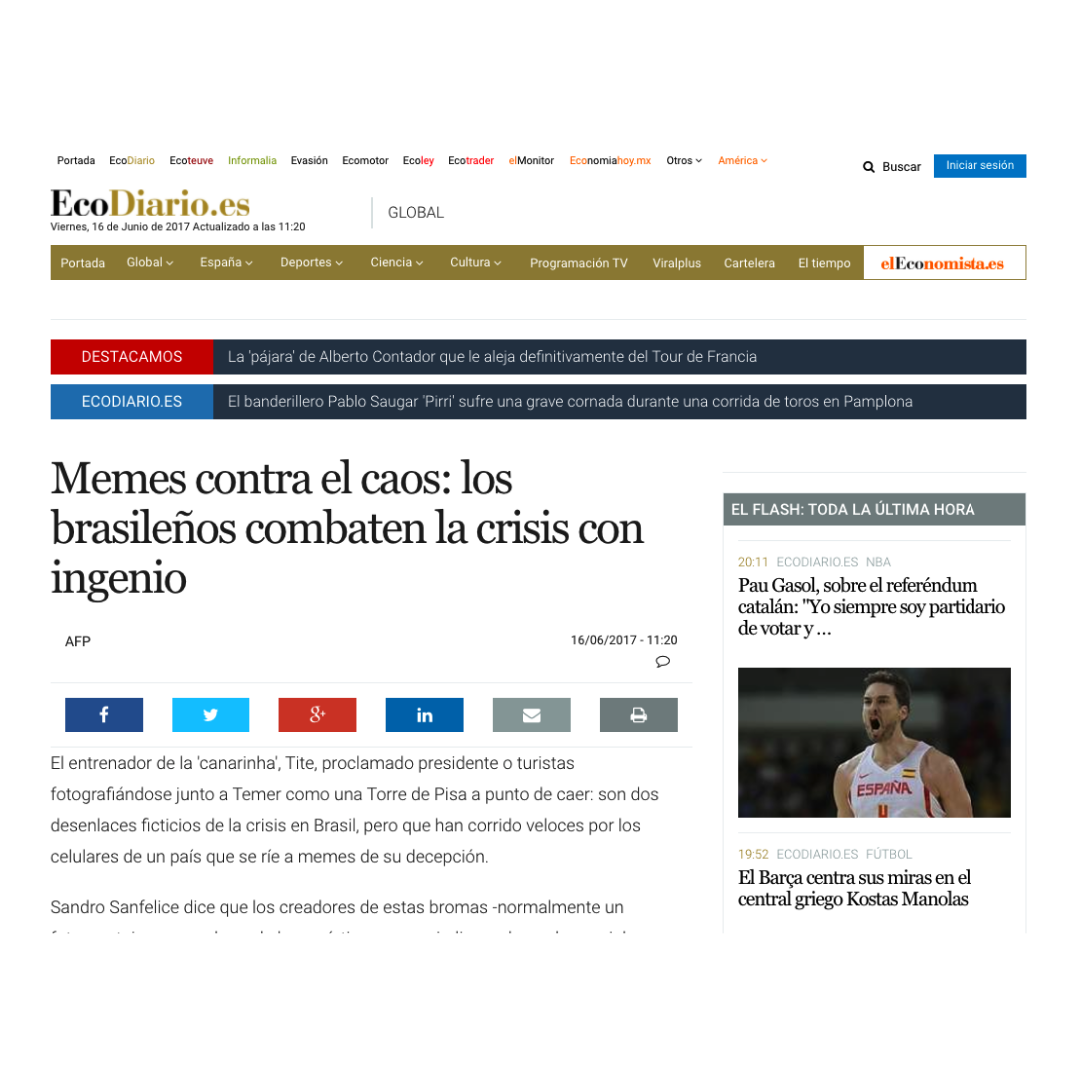 Portada EcoDiario Ecoteuve Informalia Evasión Ecomotor Ecoley Ecotrader elMonitor Economiahoy.mx Otros América
Buscar Iniciar sesión
EcoDiario.es
GLOBAL
Viernes, 16 de Junio de 2017 Actualizado a las 11:20
Portada Global España Deportes Ciencia Cultura Programación TV Viralplus Cartelera El tiempo elEconomista.es
DESTACAMOS La 'pájara' de Alberto Contador que le aleja definitivamente del Tour de Francia
ECODIARIO.ES El banderillero Pablo Saugar 'Pirri' sufre una grave cornada durante una corrida de toros en Pamplona
Memes contra el caos: los
brasileños combaten la crisis con
ingenio
AFP
16/06/2017 - 11:20
El entrenador de la 'canarinha', Tite, proclamado presidente o turistas
fotografiándose junto a Temer como una Torre de Pisa a punto de caer: son dos
desenlaces ficticios de la crisis en Brasil, pero que han corrido veloces por los
celulares de un país que se ríe a memes de su decepción.
Sandro Sanfelice dice que los creadores de estas bromas -normalmente un
EL FLASH: TODA LA ÚLTIMA HORA
20:11 ECODIARIO.ES NBA
Pau Gasol, sobre el referéndum
catalán: "Yo siempre soy partidario
de votar y ...
ESPAÑA
4
19:52 ECODIARIO.ES FÚTBOL
El Barça centra sus miras en el
central griego Kostas Manolas